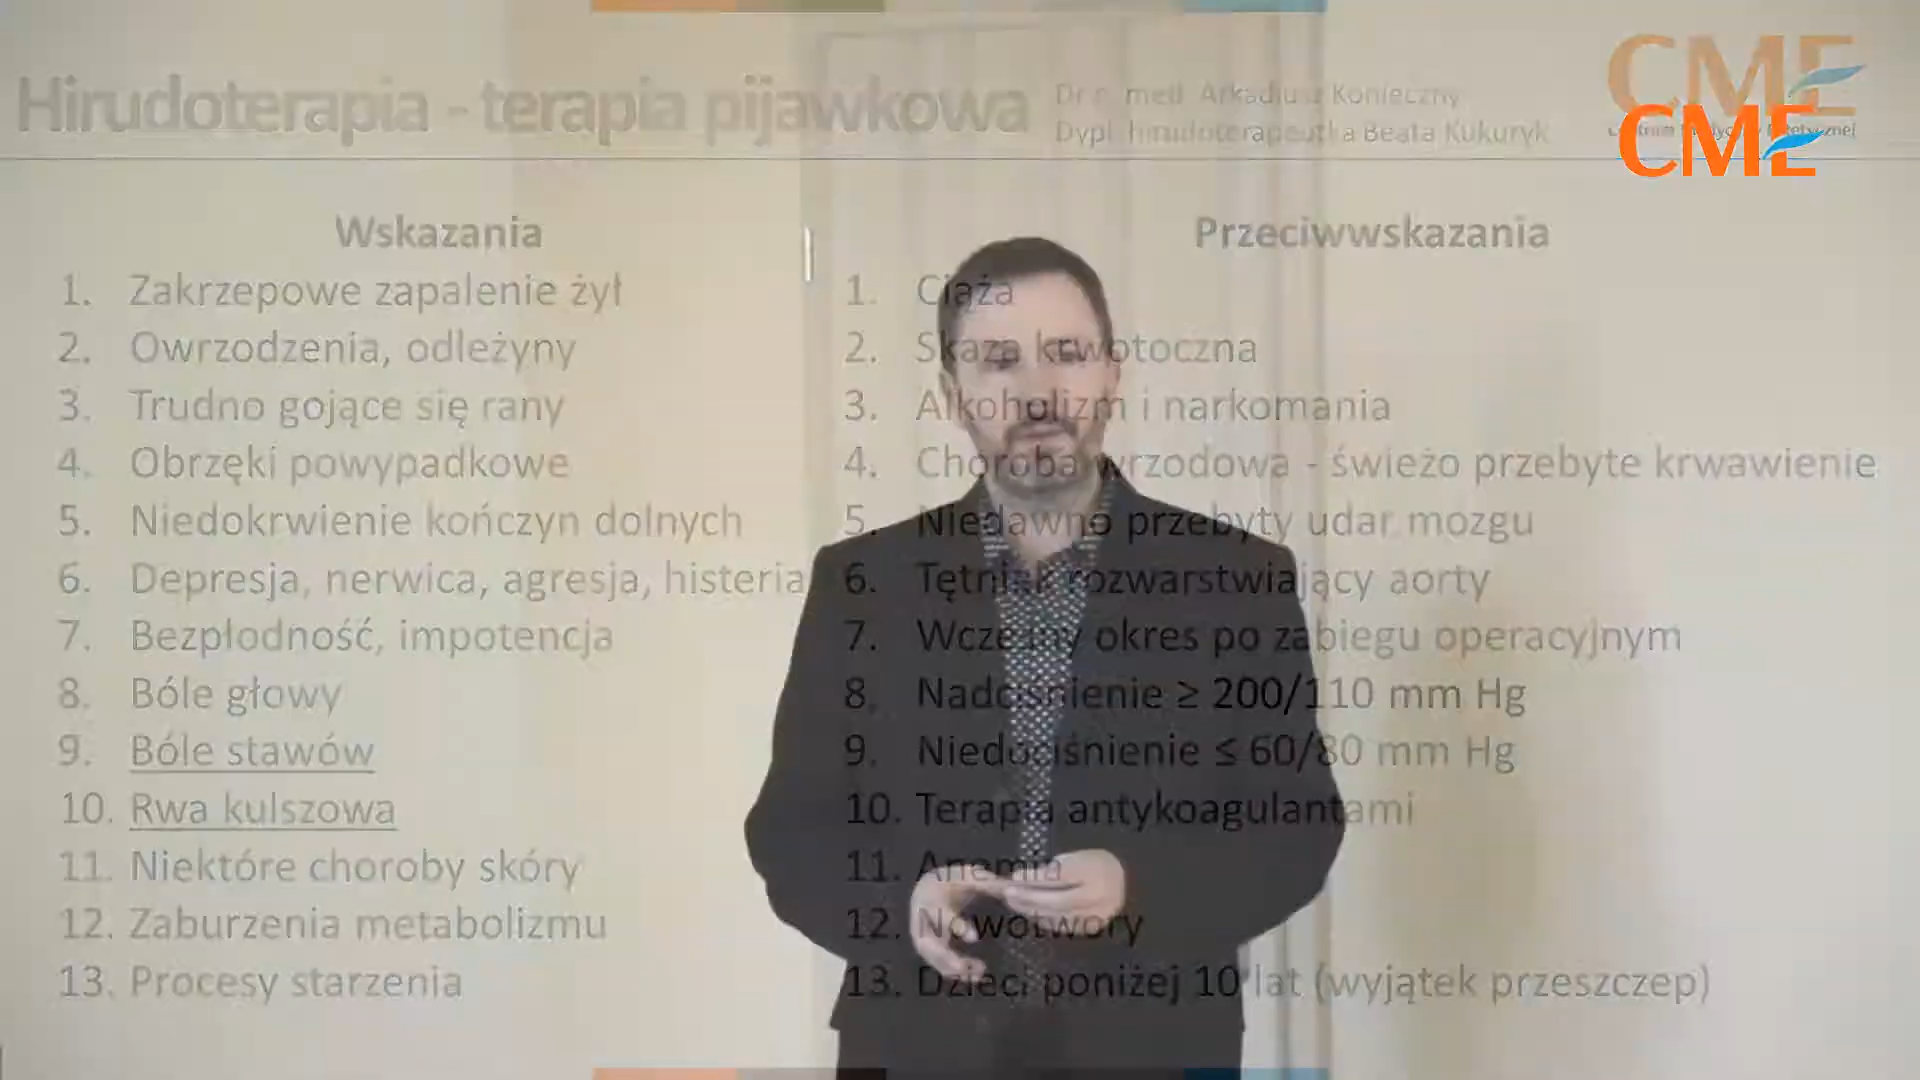 Hirudoterapia - terapia pijawkowa
Dr n. med. Arkadiusz Konieczny
Dypl. hirudoterapeutka Beata Kukuryk
CME
CME
Wskazania
1. Zakrzepowe zapalenie żył
2. Owrzodzenia, odleżyny
3. Trudno gojące się rany
4. Obrzęki powypadkowe
5. Niedokrwienie kończyn dolnych
6. Depresja, nerwica, agresja, histeria
7. Bezpłodność, impotencja
8. Bóle głowy
9. Bóle stawów
10. Rwa kulszowa
11. Niektóre choroby skóry
12. Zaburzenia metabolizmu
13. Procesy starzenia
Przeciwwskazania
1. Ciąża
2. Skaza krwotoczna
3. Alkoholizm i narkomania
4. Choroba wrzodowa - świeżo przebyte krwawienie
5. Niedawno przebyty udar mozgu
6. Tętniak rozwarstwiający aorty
7. Wczesny okres po zabiegu operacyjnym
8. Nadciśnienie ≥ 200/110 mm Hg
9. Niedociśnienie ≤ 60/80 mm Hg
10. Terapia antykoagulantami
11. Anemia
12. Nowotwory
13. Dzieci poniżej 10 lat (wyjątek przeszczep)